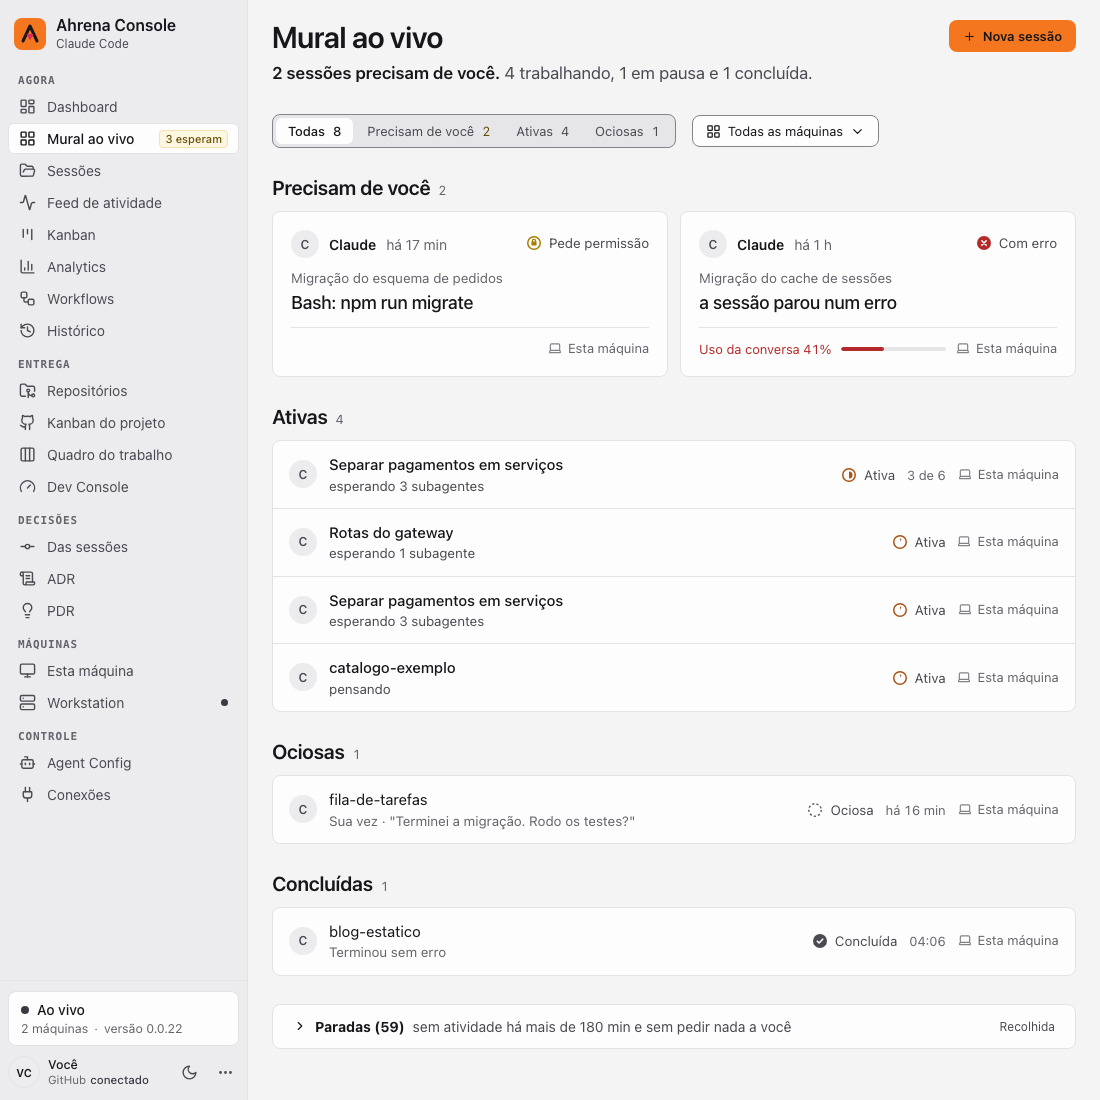 Ahrena Console
Claude Code
AGORA
Dashboard
Mural ao vivo
3 esperam
Sessões
Feed de atividade
Kanban
Analytics
Workflows
Histórico
ENTREGA
Repositórios
Kanban do projeto
Quadro do trabalho
Dev Console
DECISÕES
Das sessões
ADR
PDR
MÁQUINAS
Esta máquina
Workstation
CONTROLE
Agent Config
Conexões
Ao vivo
2 máquinas · versão 0.0.22
VC
Você
GitHub conectado
Mural ao vivo
+ Nova sessão
2 sessões precisam de você. 4 trabalhando, 1 em pausa e 1 concluída.
Todas 8
Precisam de você 2
Ativas 4
Ociosas 1
Todas as máquinas
Precisam de você 2
C Claude há 17 min Pede permissão
Migração do esquema de pedidos
Bash: npm run migrate
Esta máquina
C Claude há 1 h Com erro
Migração do cache de sessões
a sessão parou num erro
Uso da conversa 41% Esta máquina
Ativas 4
C
Separar pagamentos em serviços
esperando 3 subagentes
Ativa 3 de 6 Esta máquina
C
Rotas do gateway
esperando 1 subagente
Ativa Esta máquina
C
Separar pagamentos em serviços
esperando 3 subagentes
Ativa Esta máquina
C
catalogo-exemplo
pensando
Ativa Esta máquina
Ociosas 1
C
fila-de-tarefas
Sua vez · "Terminei a migração. Rodo os testes?"
Ociosa há 16 min Esta máquina
Concluídas 1
C
blog-estatico
Terminou sem erro
Concluída 04:06 Esta máquina
Paradas (59) sem atividade há mais de 180 min e sem pedir nada a você
Recolhida